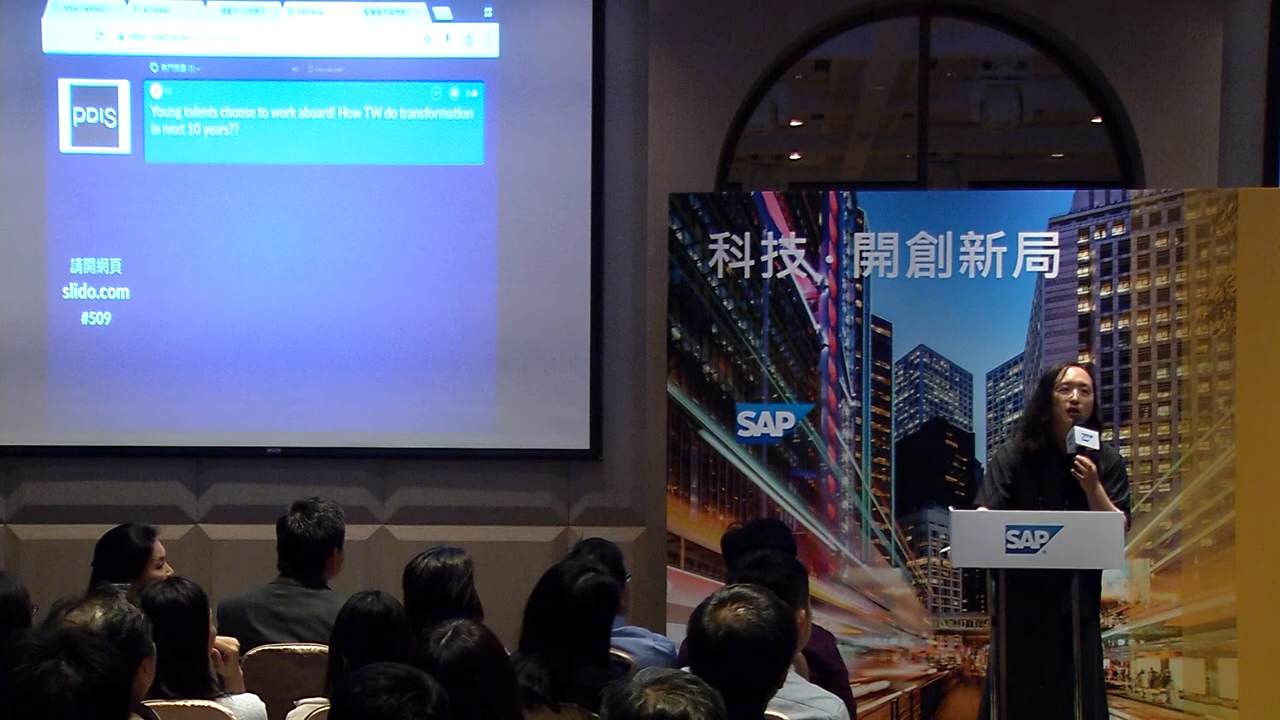 PDIS
Young talents choose to work aboard! How TW do transformation
in next 10 years??
請開網頁
slido.com
#509
科技·開創新局
SAP
SAP